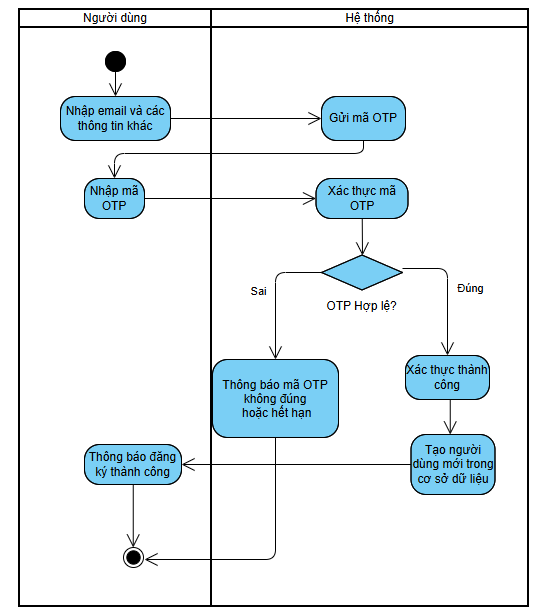 Người dùng
Hệ thống
Nhập email và các
thông tin khác
Gửi mã OTP
Nhập mã
OTP
Xác thực mã
OTP
Sai
Đúng
OTP Hợp lệ?
Thông báo mã OTP
không đúng
hoặc hết hạn
Xác thực thành
công
Thông báo đăng
ký thành công
Tạo người
dùng mới trong
cơ sở dữ liệu